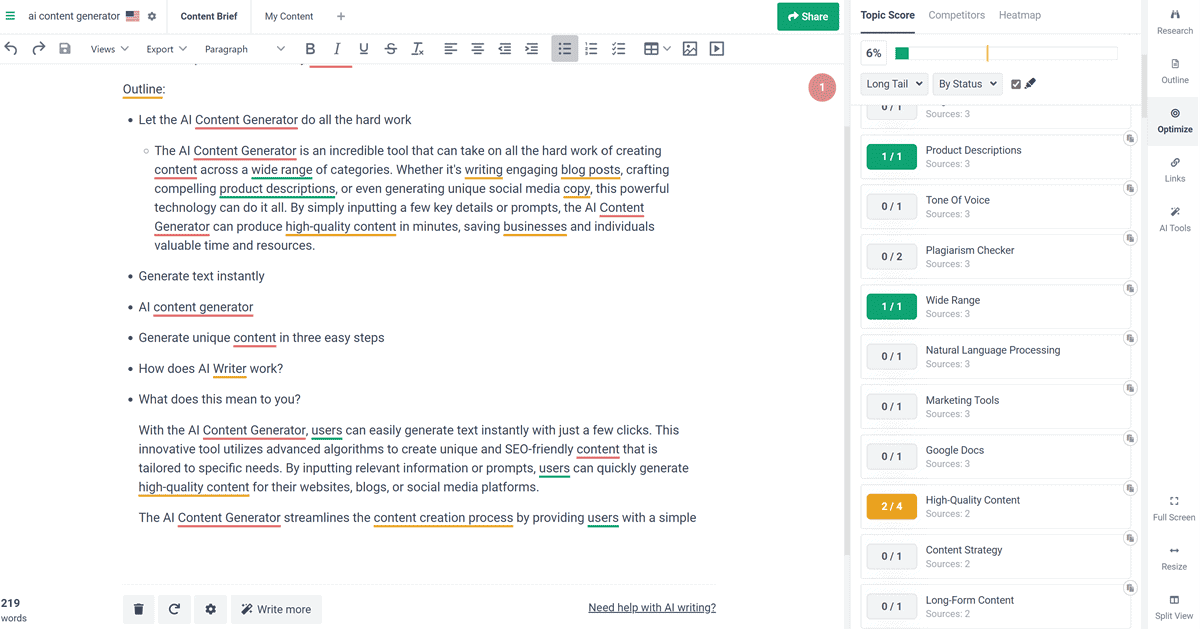 ai content generator
Content Brief
My Content
+
Share
Views
Export
Paragraph
B
I
U
S
Outline:
1
Let the AI Content Generator do all the hard work
The AI Content Generator is an incredible tool that can take on all the hard work of creating
content across a wide range of categories. Whether it's writing engaging blog posts, crafting
compelling product descriptions, or even generating unique social media copy, this powerful
technology can do it all. By simply inputting a few key details or prompts, the AI Content
Generator can produce high-quality content in minutes, saving businesses and individuals
valuable time and resources.
Generate text instantly
AI content generator
Generate unique content in three easy steps
How does AI Writer work?
What does this mean to you?
With the AI Content Generator, users can easily generate text instantly with just a few clicks. This
innovative tool utilizes advanced algorithms to create unique and SEO-friendly content that is
tailored to specific needs. By inputting relevant information or prompts, users can quickly generate
high-quality content for their websites, blogs, or social media platforms.
The AI Content Generator streamlines the content creation process by providing users with a simple
219
words
Write more
Need help with AI writing?
Topic Score
Competitors
Heatmap
6%
Long Tail
By Status
0 / 1
Sources: 3
1 / 1
Product Descriptions
Sources: 3
0 / 1
Tone Of Voice
Sources: 3
0 / 2
Plagiarism Checker
Sources: 3
1 / 1
Wide Range
Sources: 3
0 / 1
Natural Language Processing
Sources: 3
0 / 1
Marketing Tools
Sources: 3
0 / 1
Google Docs
Sources: 3
2 / 4
High-Quality Content
Sources: 2
0 / 1
Content Strategy
Sources: 2
0 / 1
Long-Form Content
Sources: 2
Research
Outline
Optimize
Links
AI Tools
Full Screen
Resize
Split View